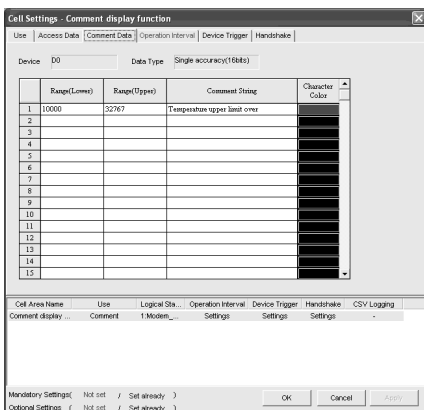 Cell Settings - Comment display function
Use Access Data Comment Data Operation Interval Device Trigger Handshake
Device D0 Data Type Single accuracy(16bits)
Range(Lower) Range(Upper) Comment String Character Color
1 10000 32767 Temperature upper limit over
2
3
4
5
6
7
8
9
10
11
12
13
14
15
Cell Area Name Use Logical Sta... Operation Interval Device Trigger Handshake CSV Logging
Comment display ... Comment 1:Modem_... Settings Settings Settings -
Mandatory Settings( Not set / Set already ) OK Cancel Apply
Optional Settings ( Not set / Set already )